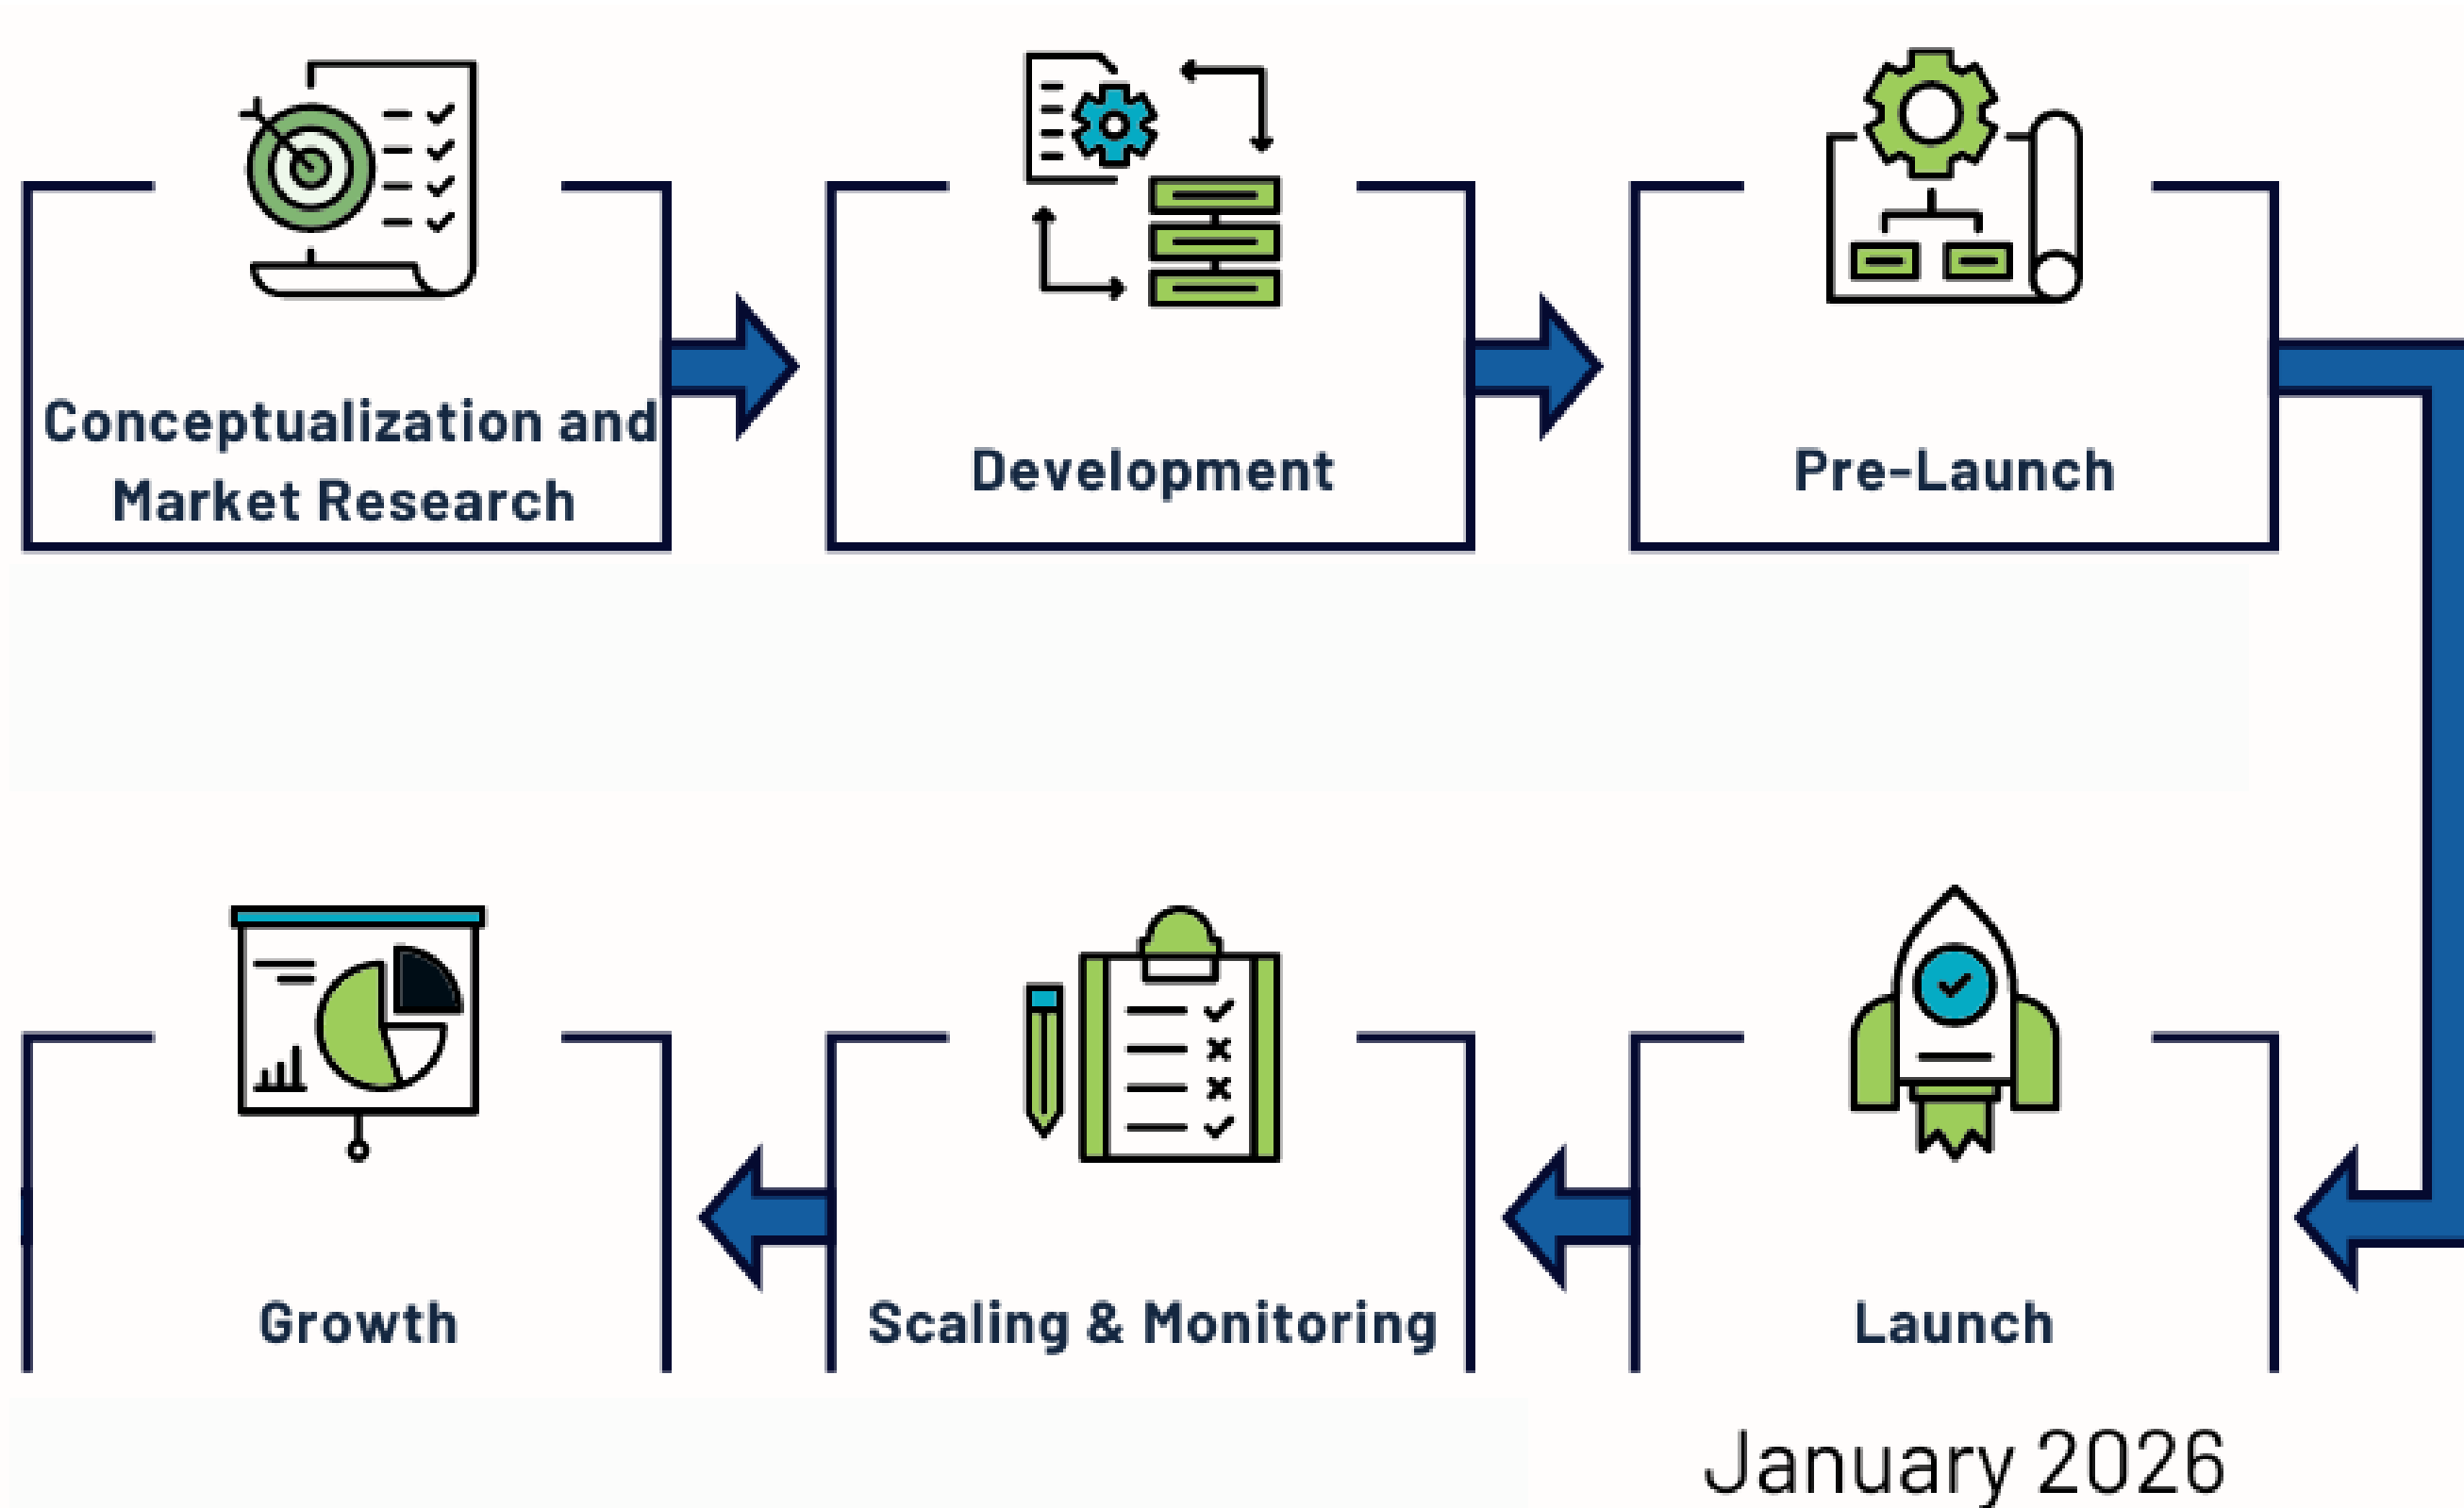 Conceptualization and
Market Research
Development
Pre-Launch
Growth
Scaling & Monitoring
Launch
January 2026